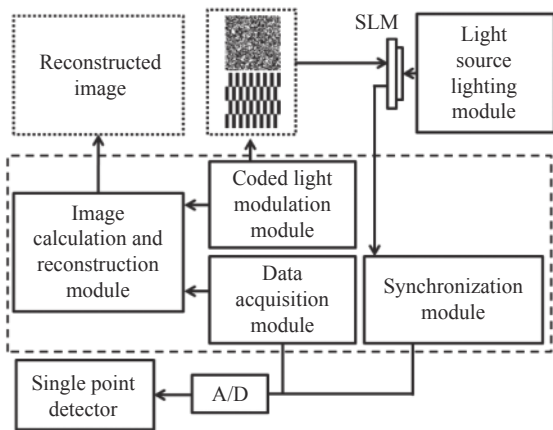 Reconstructed
image
SLM
Light
source
lighting
module
Image
calculation and
reconstruction
module
Coded light
modulation
module
Data
acquisition
module
Synchronization
module
Single point
detector
A/D